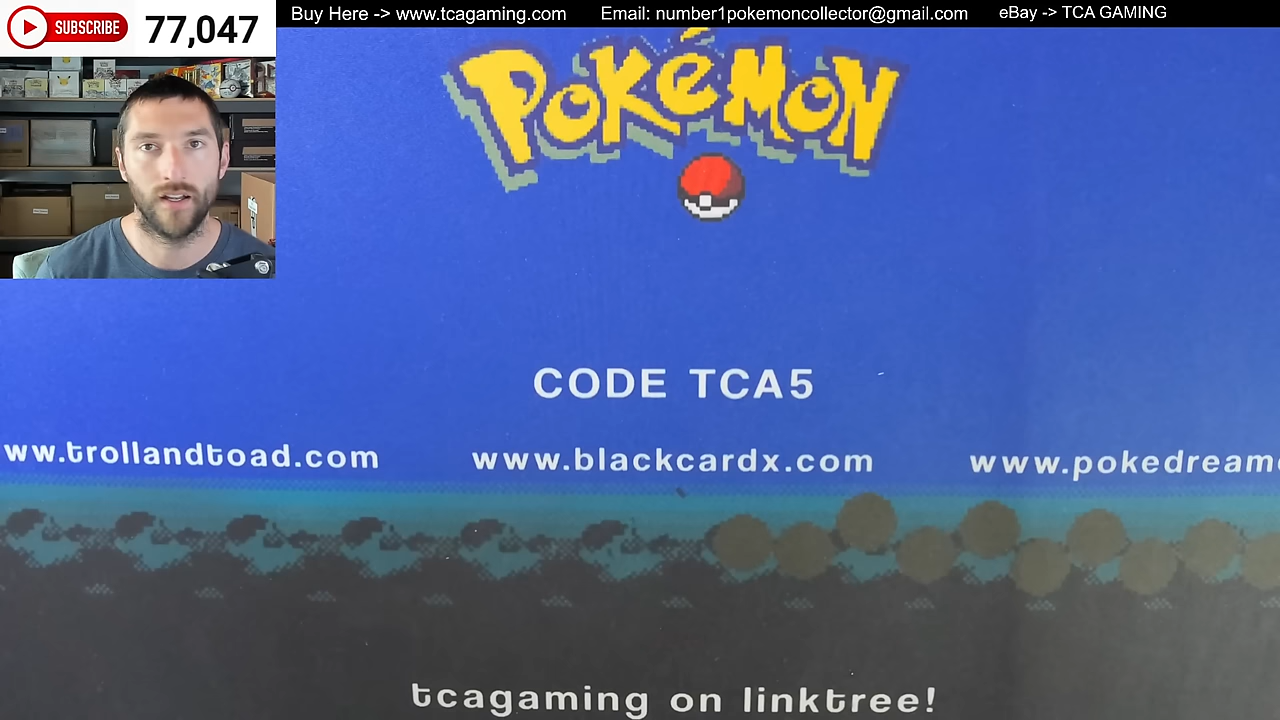 SUBSCRIBE 77,047
Buy Here -> www.tcagaming.com Email: number1pokemoncollector@gmail.com eBay -> TCA GAMING
POKéMON
CODE TCA5
ww.trollandtoad.com www.blackcardx.com www.pokedream
tcagaming on linktree!